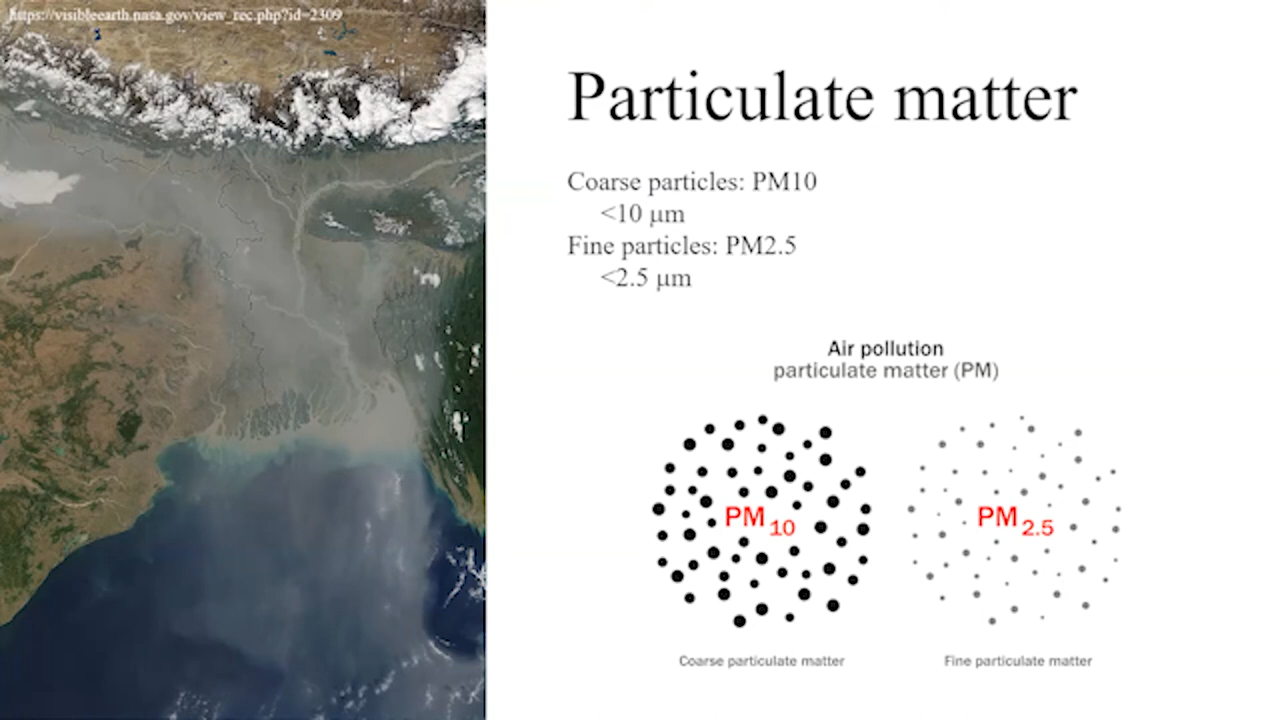 https://visibleearth.nasa.gov/view_rec.php?id=2309
Particulate matter
Coarse particles: PM10
<10 μm
Fine particles: PM2.5
<2.5 μm
Air pollution
particulate matter (PM)
PM10
PM2.5
Coarse particulate matter
Fine particulate matter